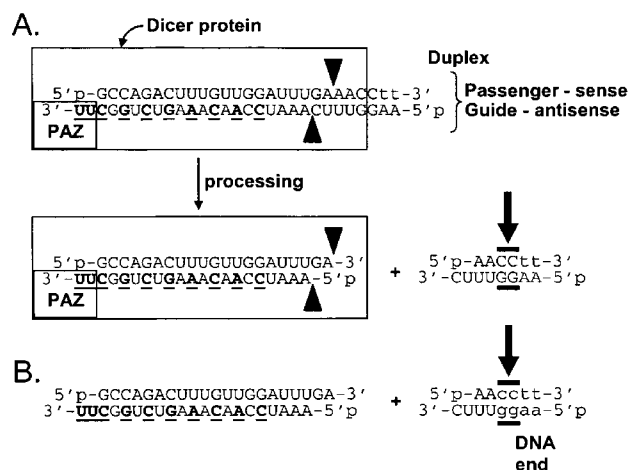 A.
Dicer protein
Duplex
5'p-GCCAGACUUUGUUGGAUUUGAAACCtt-3'
3'-UUCGGUCUGAAACAACCUAAACUUUGGAA-5'p
PAZ
Passenger - sense
Guide - antisense
processing
5'p-GCCAGACUUUGUUGGAUUUGA-3' + 5'p-AACCtt-3'
3'-UUCGGUCUGAAACAACCUAAA-5'p 3'-CUUUGGAA-5'p
PAZ
B.
5'p-GCCAGACUUUGUUGGAUUUGA-3' + 5'p-AAcctt-3'
3'-UUCGGUCUGAAACAACCUAAA-5'p 3'-CUUUggaa-5'p
DNA
end